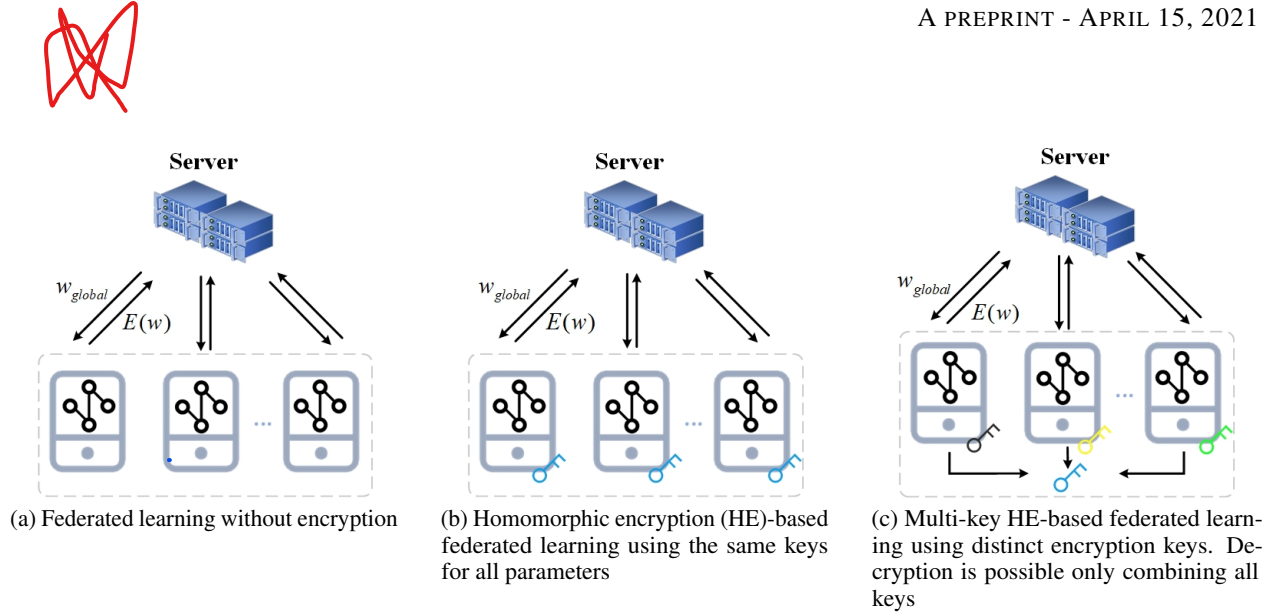 A PREPRINT - APRIL 15, 2021
Server
w_global
E(w)
...
(a) Federated learning without encryption
Server
w_global
E(w)
...
(b) Homomorphic encryption (HE)-based
federated learning using the same keys
for all parameters
Server
w_global
E(w)
...
(c) Multi-key HE-based federated learn-
ing using distinct encryption keys. De-
cryption is possible only combining all
keys